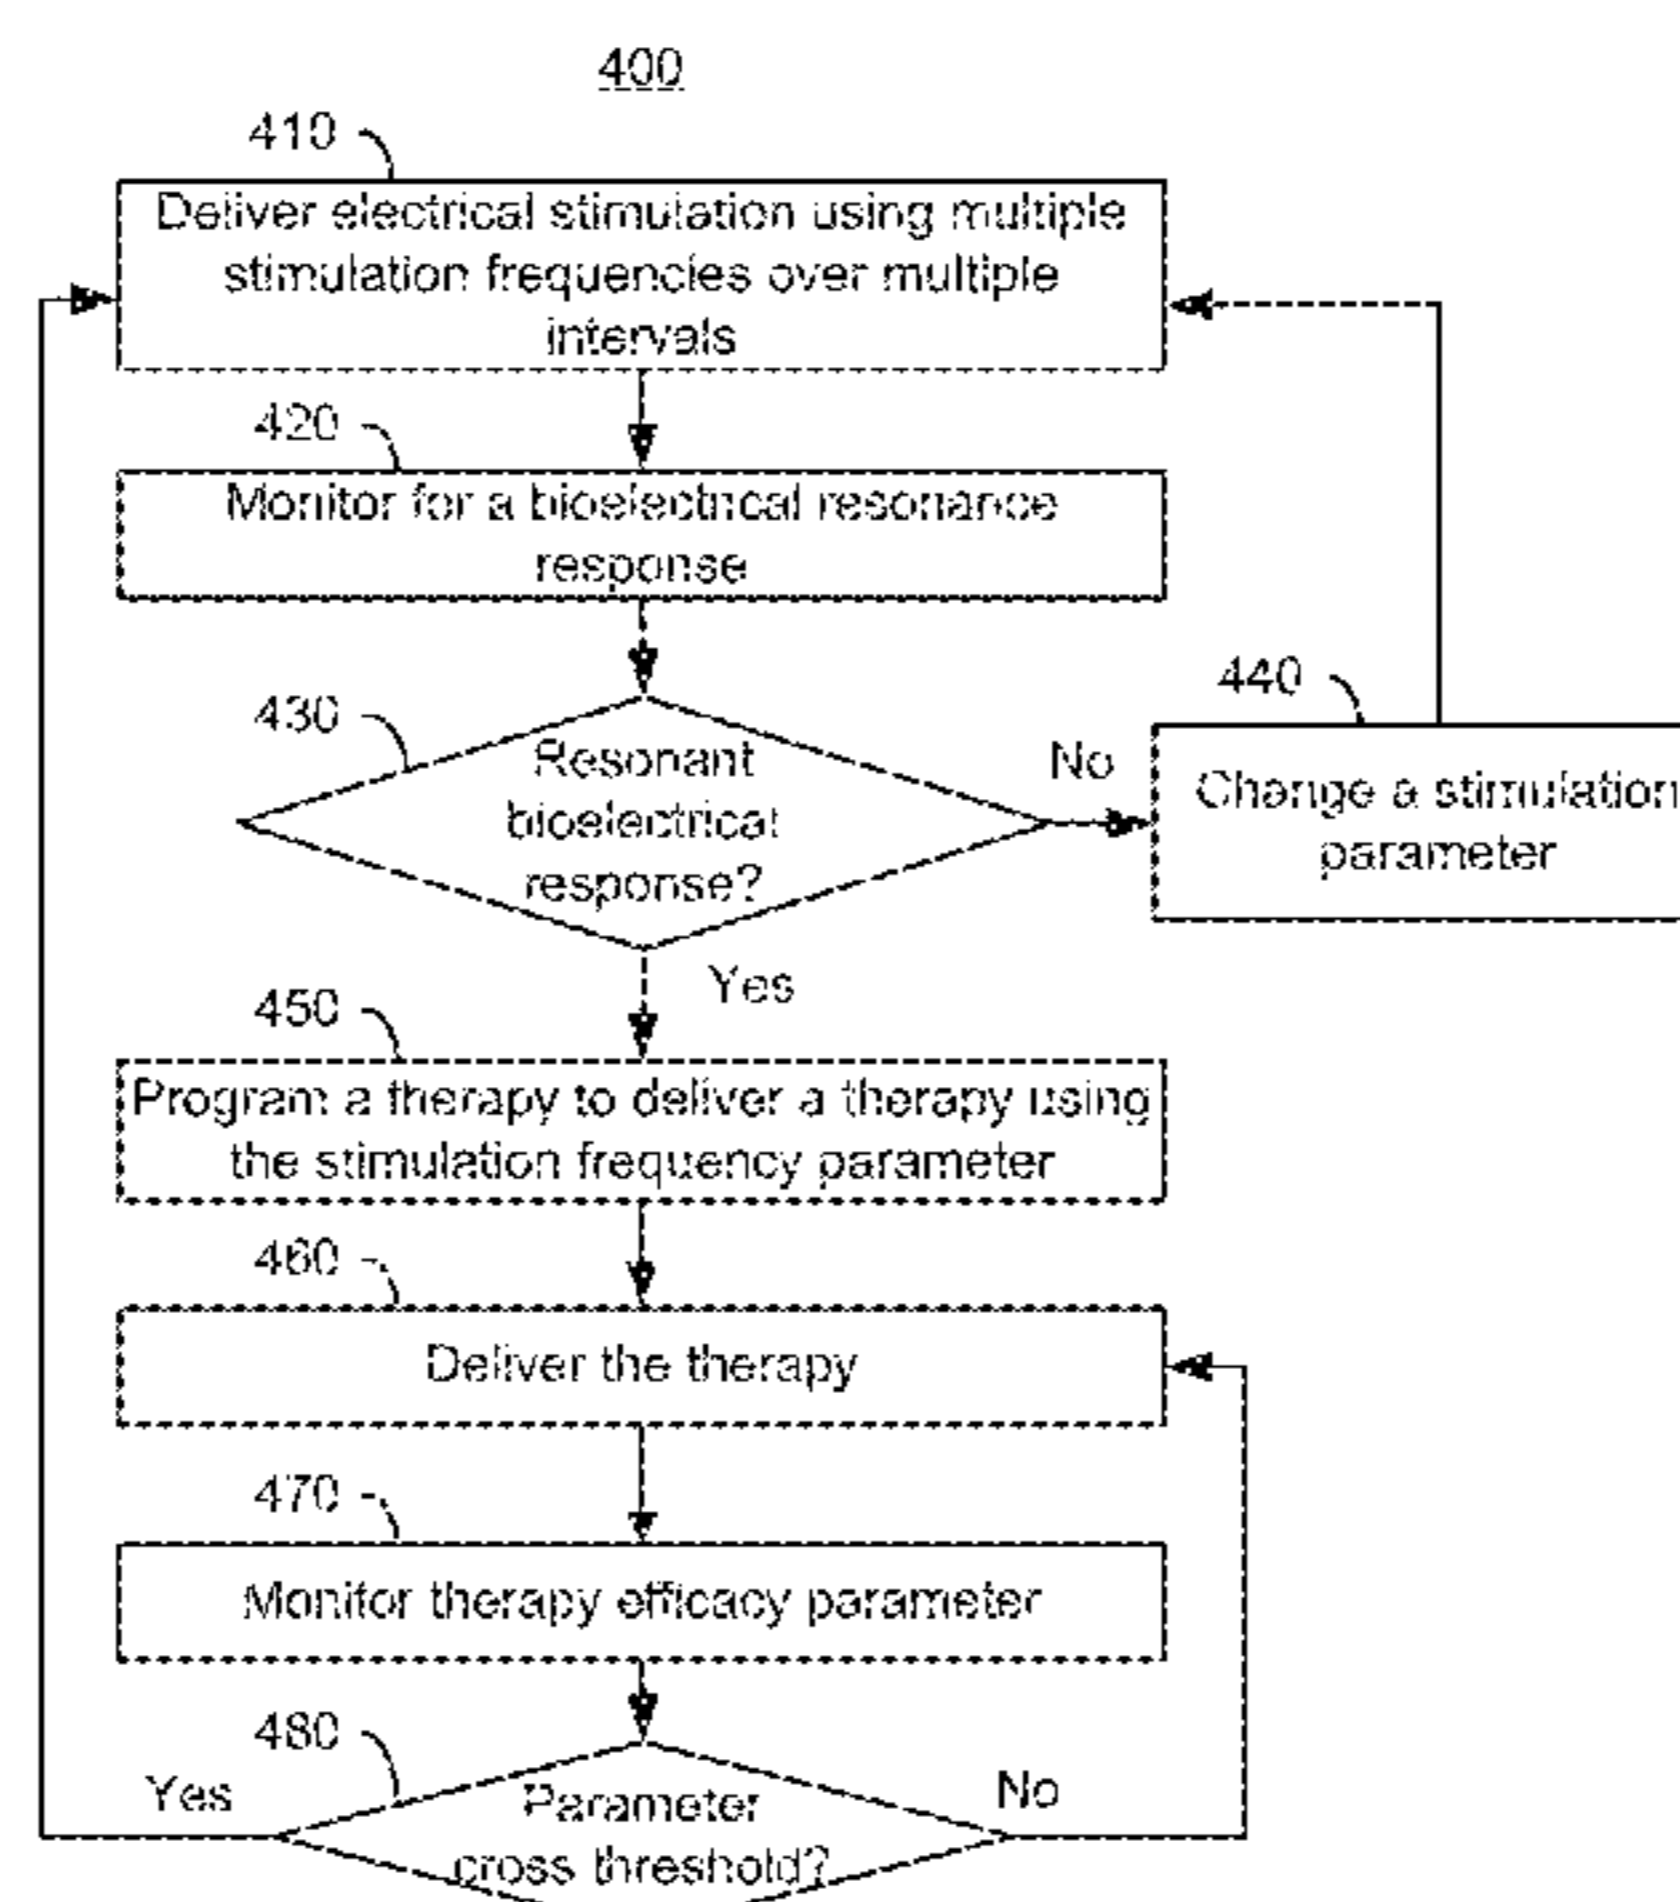 400
410
Deliver electrical stimulation using multiple
stimulation frequencies over multiple
intervals
420
Monitor for a bioelectrical resonance
response
430
Resonant
bioelectrical
response?
No
440
Change a stimulation
parameter
Yes
450
Program a therapy to deliver a therapy using
the stimulation frequency parameter
460
Deliver the therapy
470
Monitor therapy efficacy parameter
480
Yes
Parameter
cross threshold?
No